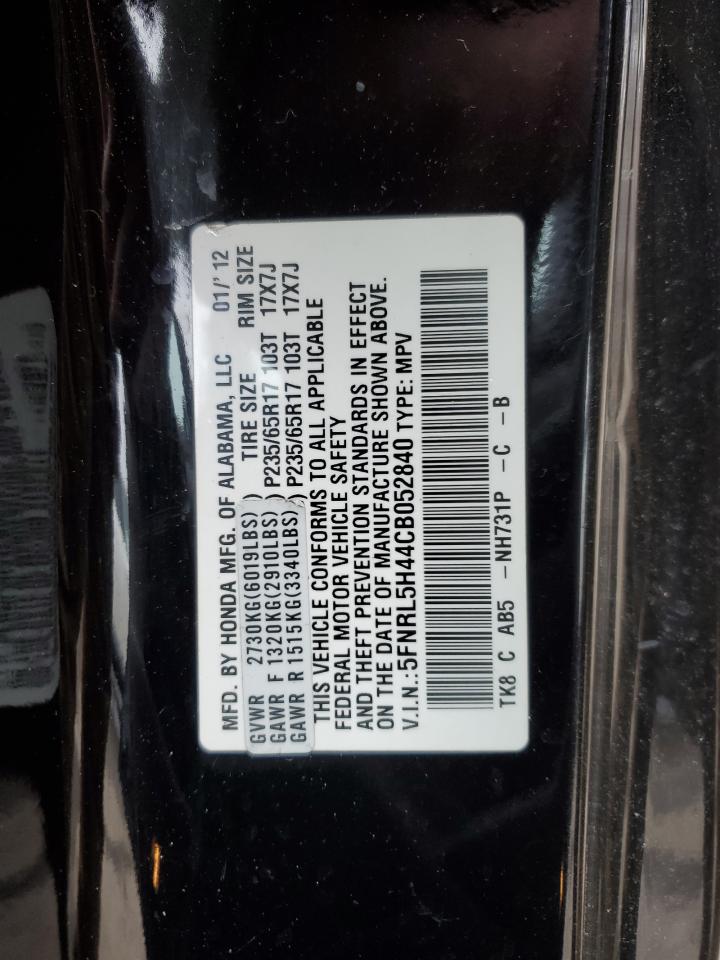 MFD. BY HONDA MFG. OF ALABAMA, LLC 01/'12
GVWR 2730KG(6019LBS) ) TIRE SIZE RIM SIZE
GAWR F 1320KG(2910LBS) ) P235/65R17 103T 17X7J
GAWR R 1515KG(3340LBS) ) P235/65R17 103T 17X7J
THIS VEHICLE CONFORMS TO ALL APPLICABLE
FEDERAL MOTOR VEHICLE SAFETY
AND THEFT PREVENTION STANDARDS IN EFFECT
ON THE DATE OF MANUFACTURE SHOWN ABOVE.
V.I.N.:5FNRL5H44CB052840 TYPE: MPV
TK8 C AB5 -NH731P -C -B